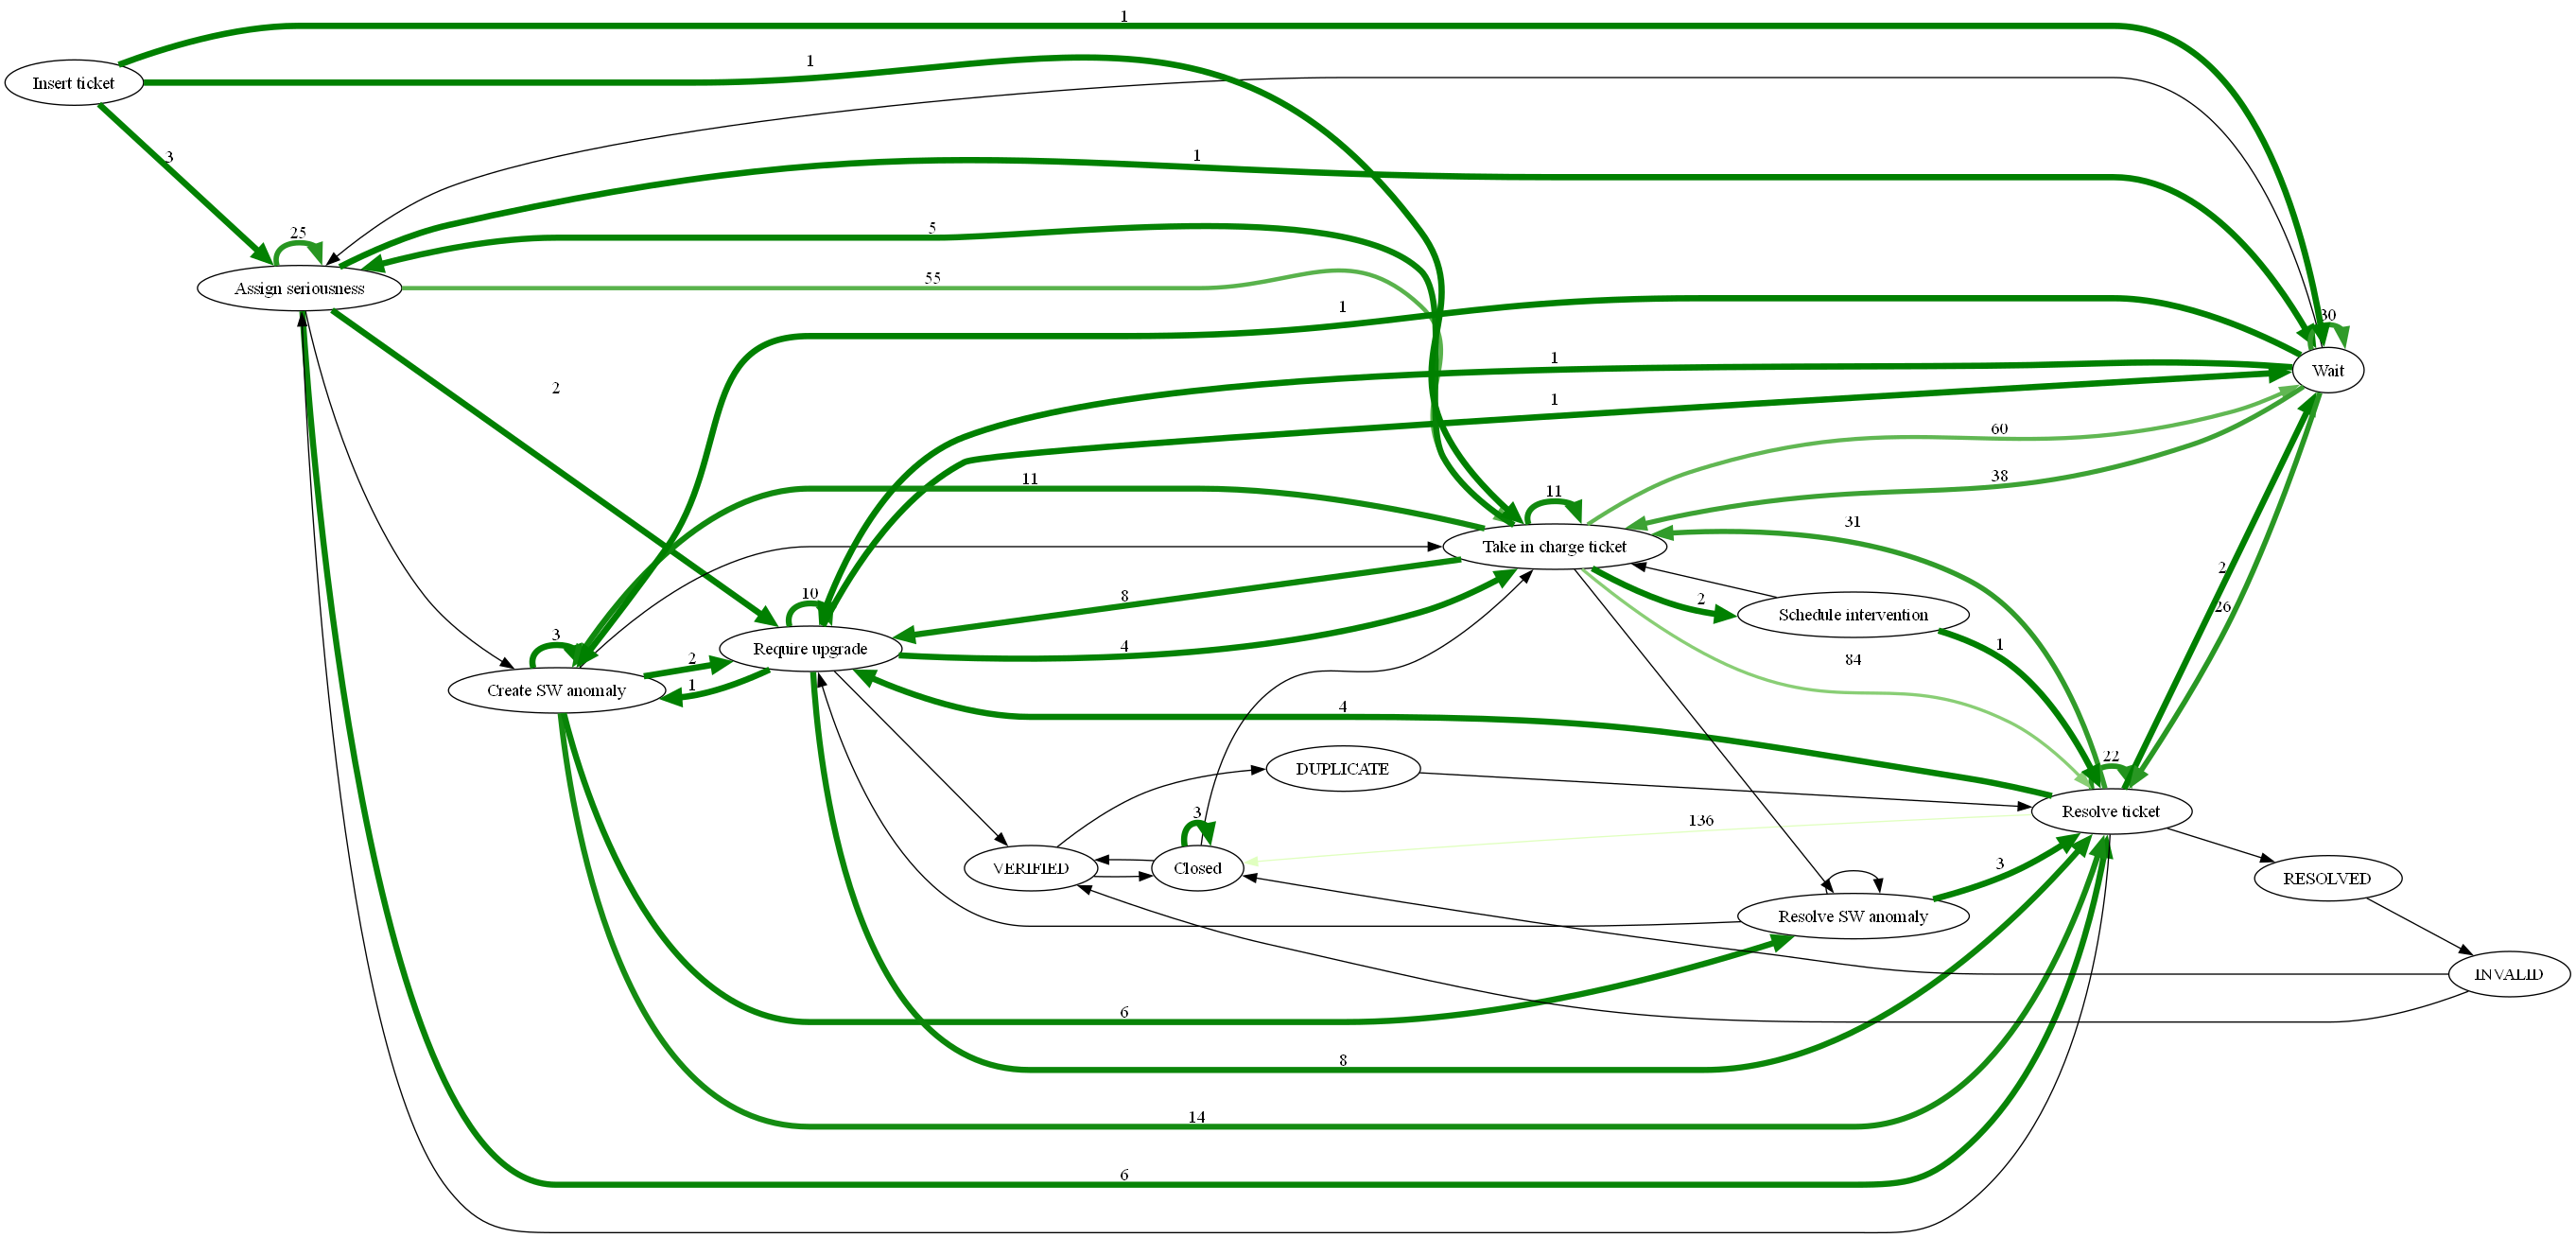 1
Insert ticket
1
3
1
5
25
Assign seriousness
55
1
30
Wait
2
1
1
60
11
38
11
31
Take in charge ticket
8
10
2
Schedule intervention
2
26
3
Require upgrade
4
1
2
84
Create SW anomaly
1
4
22
DUPLICATE
3
136
Resolve ticket
VERIFIED
Closed
3
RESOLVED
Resolve SW anomaly
INVALID
6
8
14
6